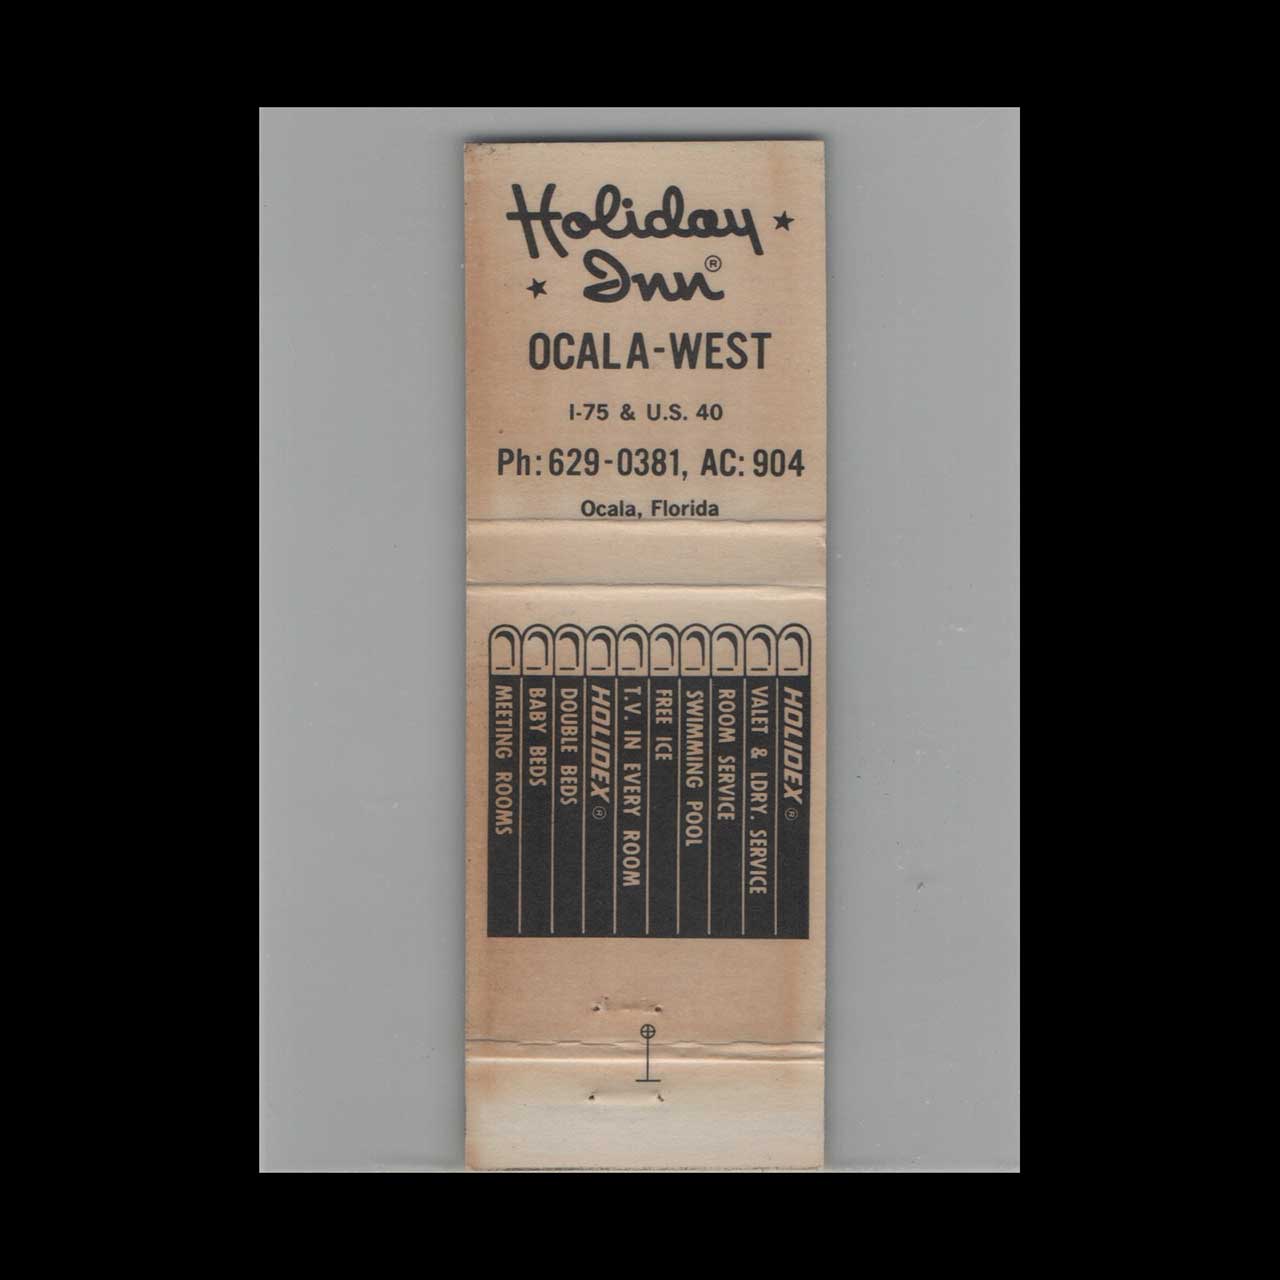 Holiday
Inn®
OCALA-WEST
I-75 & U.S. 40
Ph: 629-0381, AC: 904
Ocala, Florida
HOLIDEX®
VALET & LDRY. SERVICE
ROOM SERVICE
SWIMMING POOL
FREE ICE
T.V. IN EVERY ROOM
HOLIDEX®
DOUBLE BEDS
BABY BEDS
MEETING ROOMS